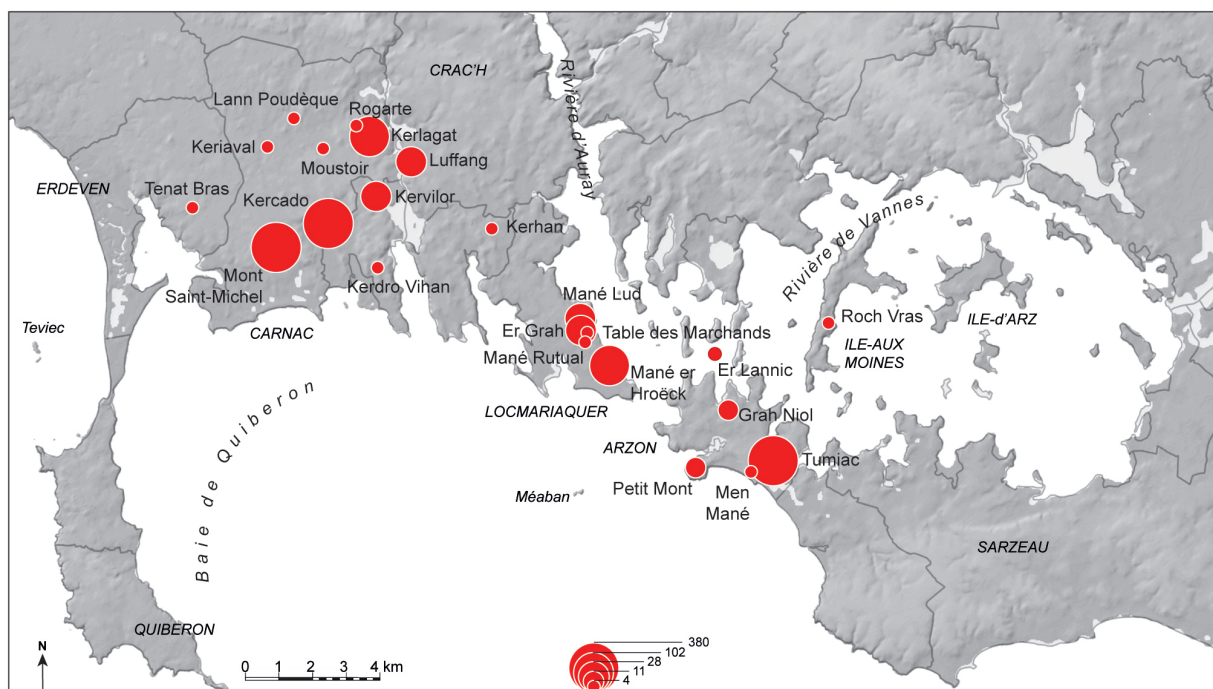 CRAC'H
Rivière d'Auray
Lann Poudèque
Rogarte
Kerlagat
Keriaval
Moustoir
Luffang
ERDEVEN
Tenat Bras
Kercado
Kervilor
Kerhan
Rivière de Vannes
Mont
Saint-Michel
Kerdro Vihan
Teviec
CARNAC
Mané Lud
Er Grah
Table des Marchands
Mané Rutual
Mané er
Hroëck
Er Lannic
Roch Vras
ILE-d'ARZ
ILE-AUX
MOINES
LOCMARIAQUER
Grah Niol
ARZON
Tumiac
Petit Mont
Men
Mané
Méaban
Baie de Quiberon
SARZEAU
QUIBERON
N
0 1 2 3 4 km
380
102
28
11
4